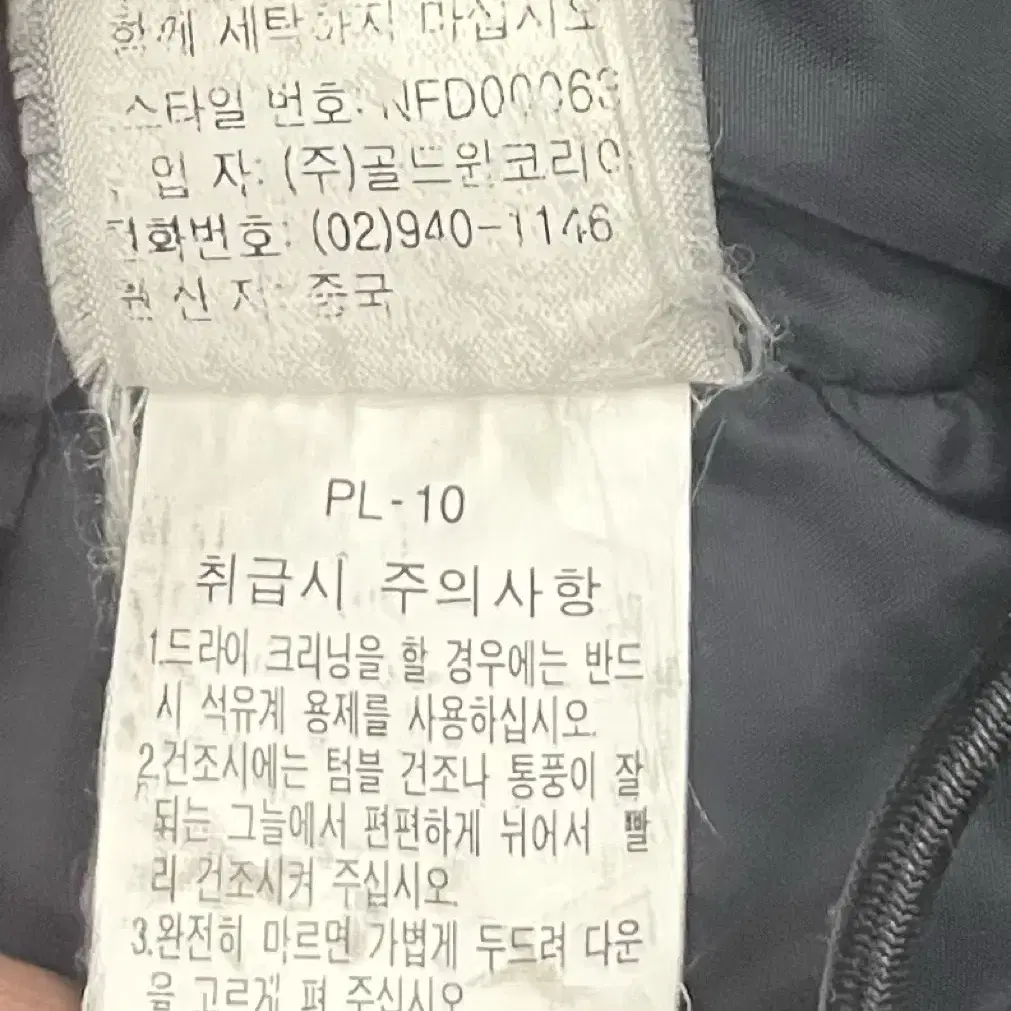 함께 세탁하지 마십시오
스타일 번호: NFD00063
입 자: (주)골드윈코리아
전화번호: (02)940-1146
원 산 지: 중국
PL-10
취급시 주의사항
1.드라이 크리닝을 할 경우에는 반드
시 석유계 용제를 사용하십시오.
2.건조시에는 텀블 건조나 통풍이 잘
되는 그늘에서 편편하게 뉘어서 빨
리 건조시켜 주십시오.
3.완전히 마르면 가볍게 두드려 다운
을 고르게 펴 주십시오